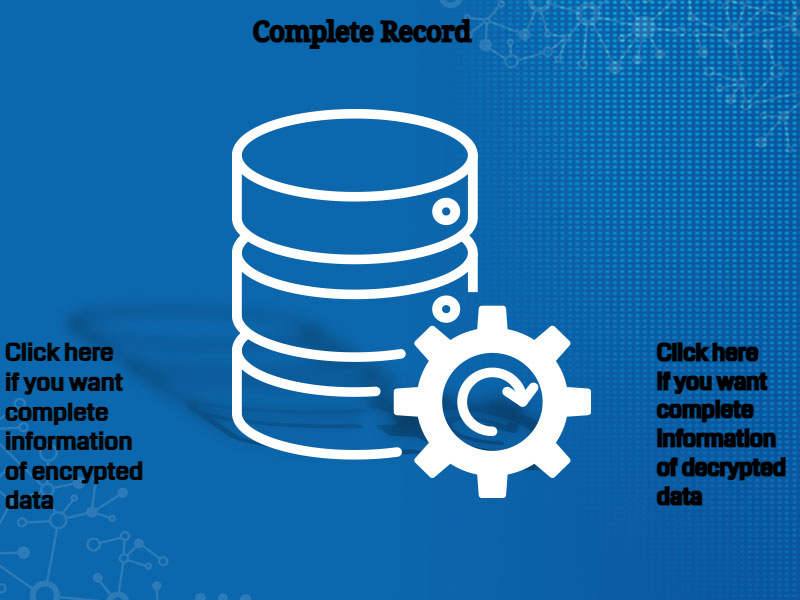 Complete Record
Click here
if you want
complete
information
of encrypted
data
Click here
if you want
complete
information
of decrypted
data